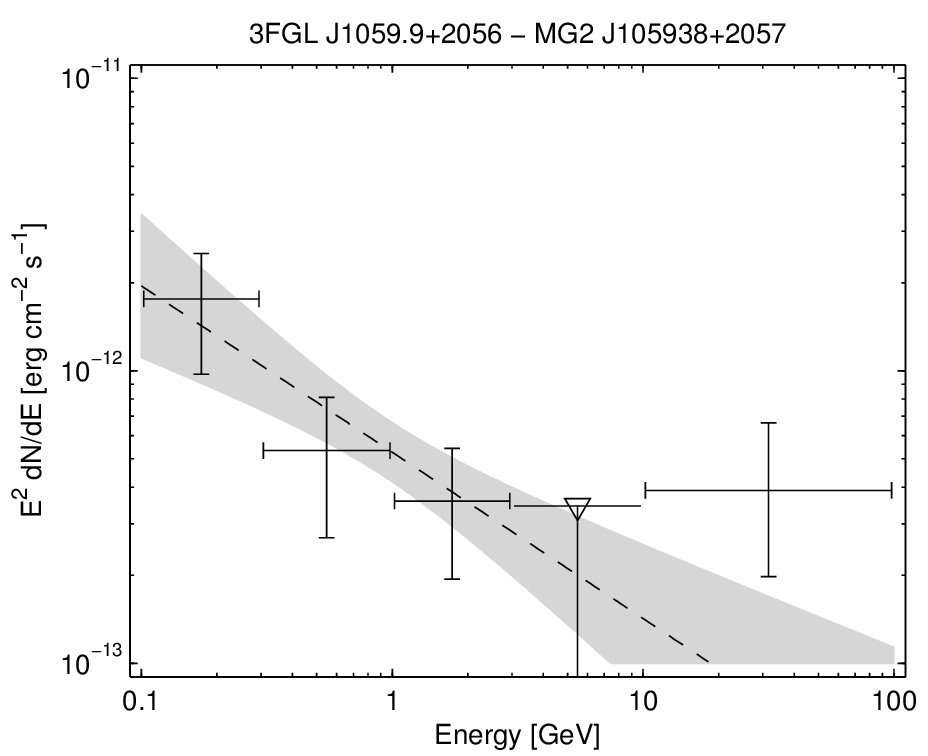 3FGL J1059.9+2056 − MG2 J105938+2057
E² dN/dE [erg cm⁻² s⁻¹]
10⁻¹¹
10⁻¹²
10⁻¹³
0.1 1 10 100
Energy [GeV]